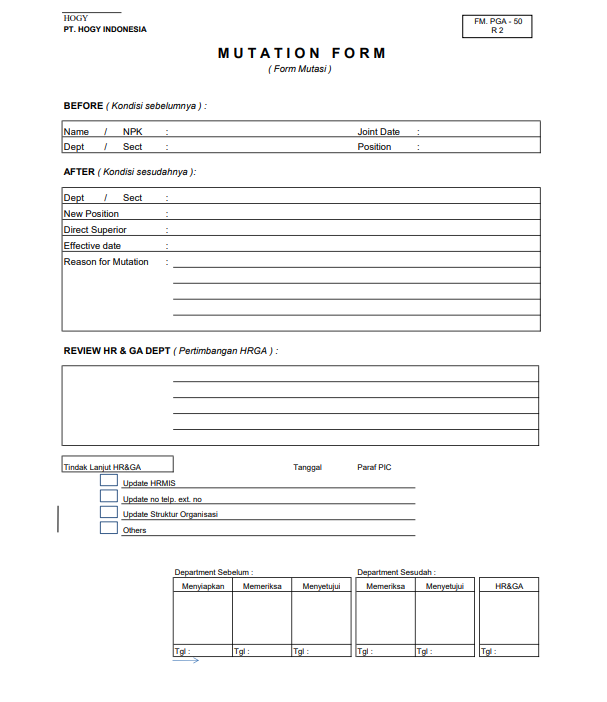 HOGY
PT. HOGY INDONESIA
FM. PGA - 50
R 2
MUTATION FORM
( Form Mutasi )
BEFORE ( Kondisi sebelumnya ) :
Name / NPK : Joint Date :
Dept / Sect : Position :
AFTER ( Kondisi sesudahnya ):
Dept / Sect :
New Position :
Direct Superior :
Effective date :
Reason for Mutation :
REVIEW HR & GA DEPT ( Pertimbangan HRGA ) :
Tindak Lanjut HR&GA Tanggal Paraf PIC
Update HRMIS
Update no telp. ext. no
Update Struktur Organisasi
Others
Department Sebelum : Department Sesudah :
Menyiapkan Memeriksa Menyetujui Memeriksa Menyetujui HR&GA
Tgl : Tgl : Tgl : Tgl : Tgl : Tgl :